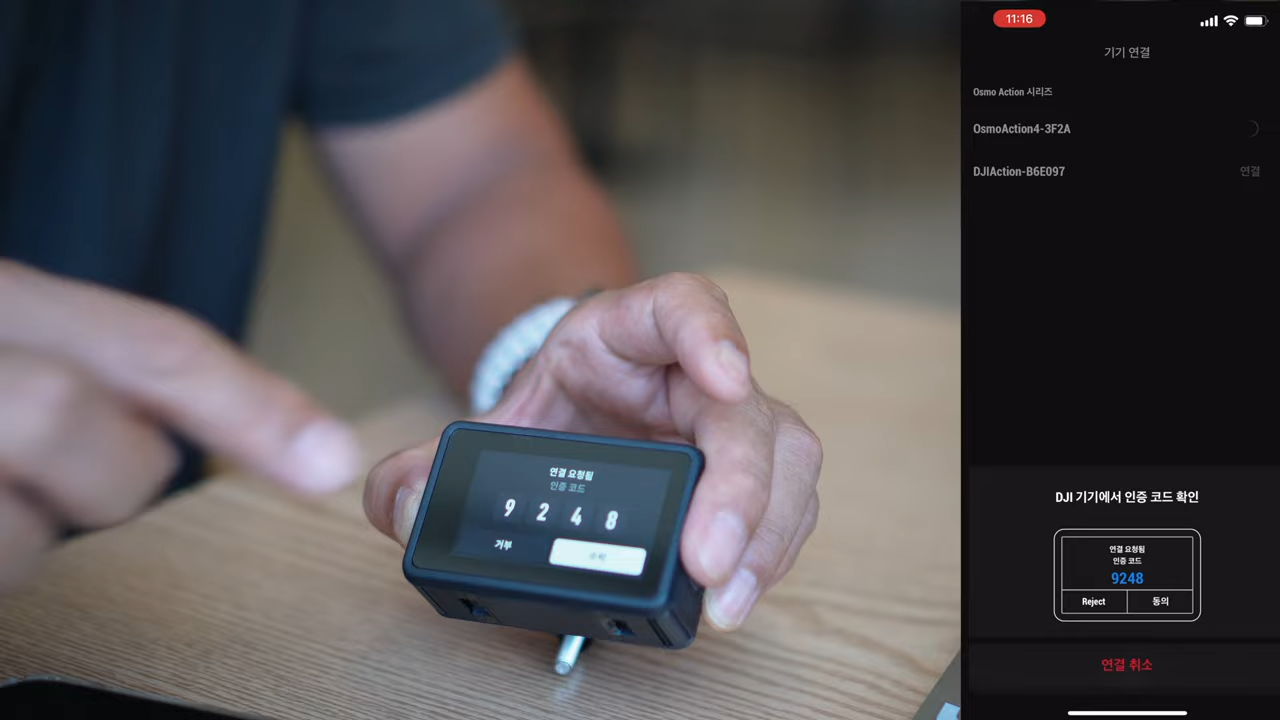 연결 요청됨
인증 코드
9 2 4 8
거부
수락
11:16
기기 연결
Osmo Action 시리즈
OsmoAction4-3F2A
DJIAction-B6E097 연결
DJI 기기에서 인증 코드 확인
연결 요청됨
인증 코드
9248
Reject 동의
연결 취소